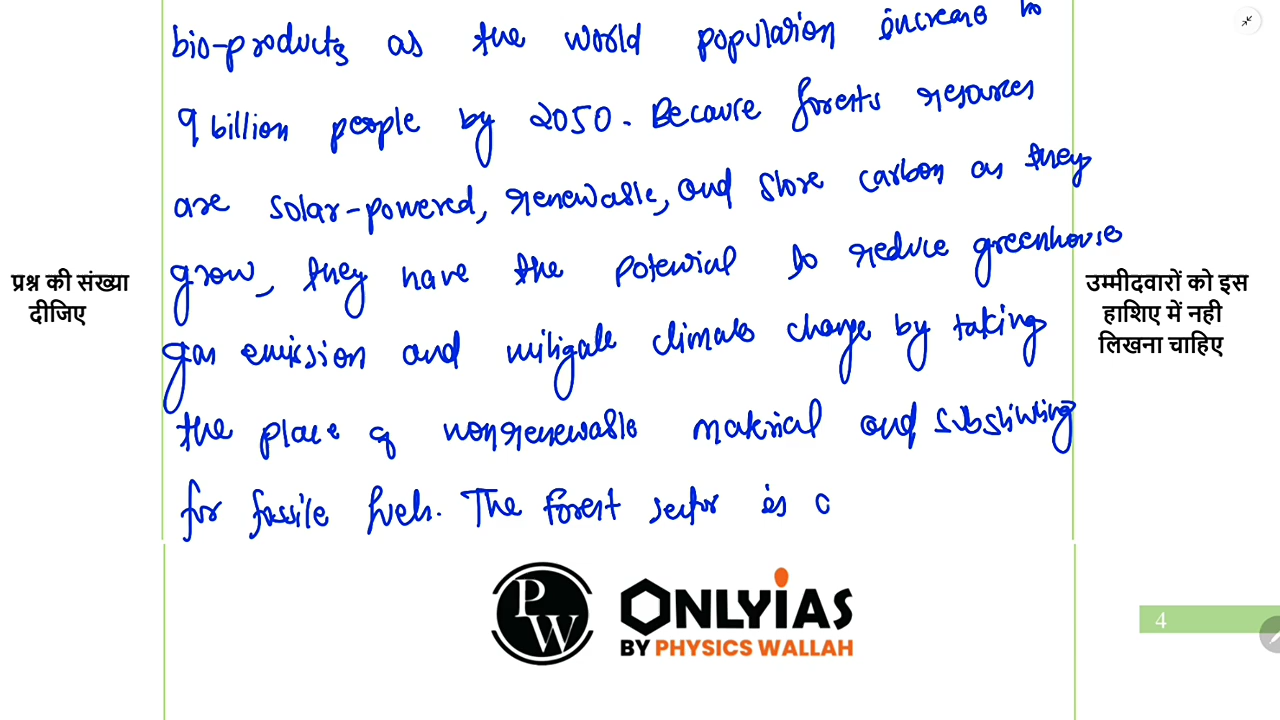 bio-products as the world population increase to
9 billion people by 2050. Because forests resources
are solar-powered, renewable, and store carbon as they
grow, they have the potential to reduce greenhouse
प्रश्न की संख्या
दीजिए
उम्मीदवारों को इस
हाशिए में नही
लिखना चाहिए
gas emission and mitigate climate change by taking
the place of nonrenewable material and substituting
for fossile fuels. The forest sector is a
PW
ONLYIAS
BY PHYSICS WALLAH
4